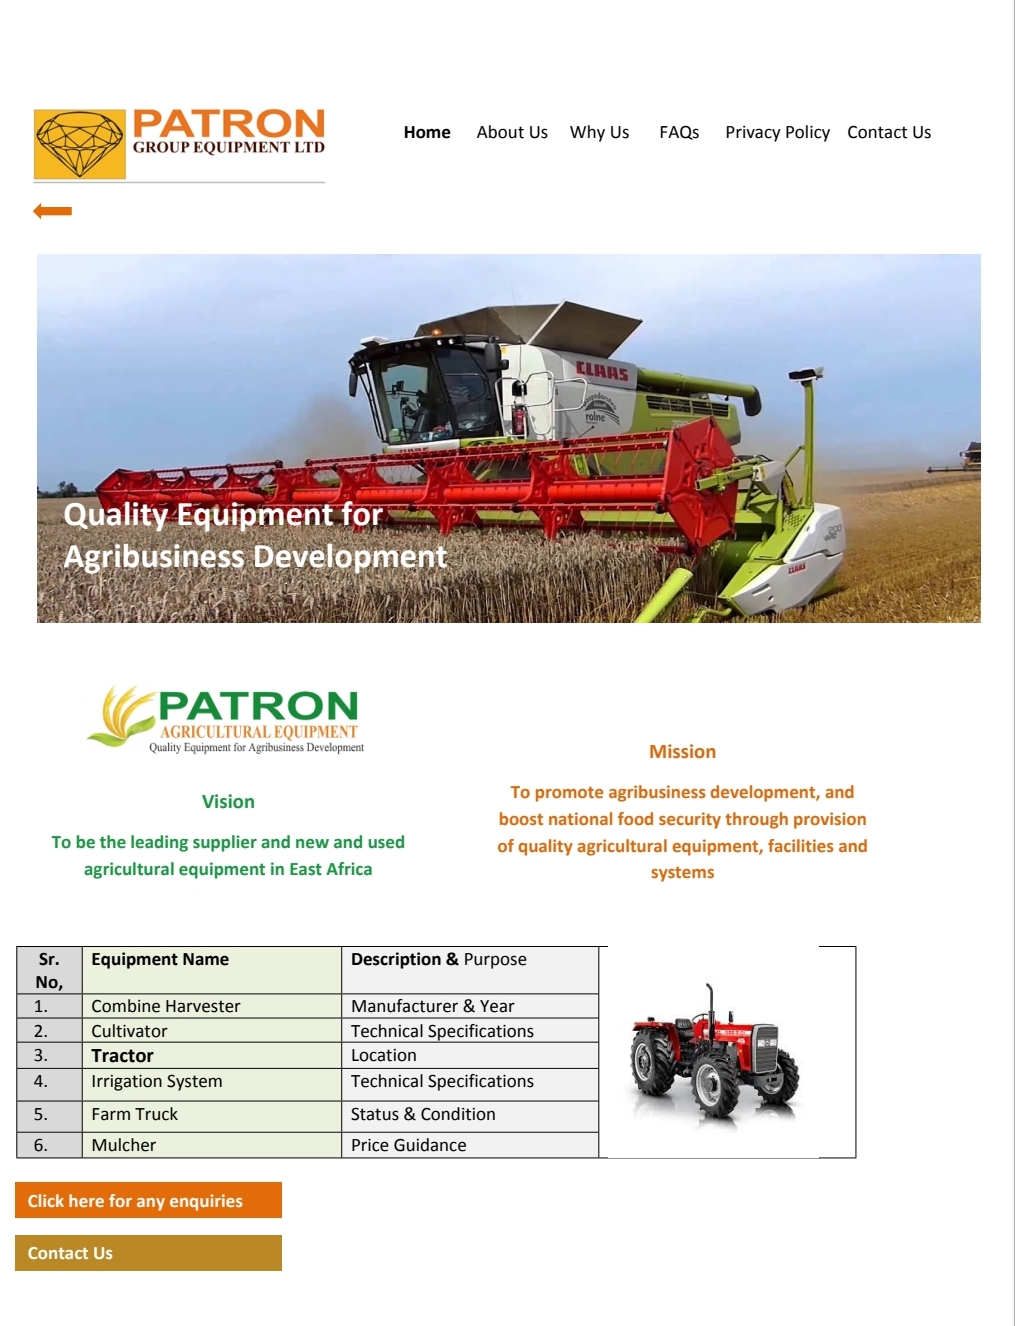 PATRON
GROUP EQUIPMENT LTD
Home About Us Why Us FAQs Privacy Policy Contact Us
CLAAS
rolne
CLAAS
Quality Equipment for
Agribusiness Development
CLAAS
PATRON
AGRICULTURAL EQUIPMENT
Quality Equipment for Agribusiness Development
Vision
To be the leading supplier and new and used
agricultural equipment in East Africa
Mission
To promote agribusiness development, and
boost national food security through provision
of quality agricultural equipment, facilities and
systems
Sr. No, Equipment Name Description & Purpose
1. Combine Harvester Manufacturer & Year
2. Cultivator Technical Specifications
3. Tractor Location
4. Irrigation System Technical Specifications
5. Farm Truck Status & Condition
6. Mulcher Price Guidance
Click here for any enquiries
Contact Us